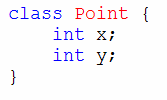 class Point {
    int x;
    int y;
}